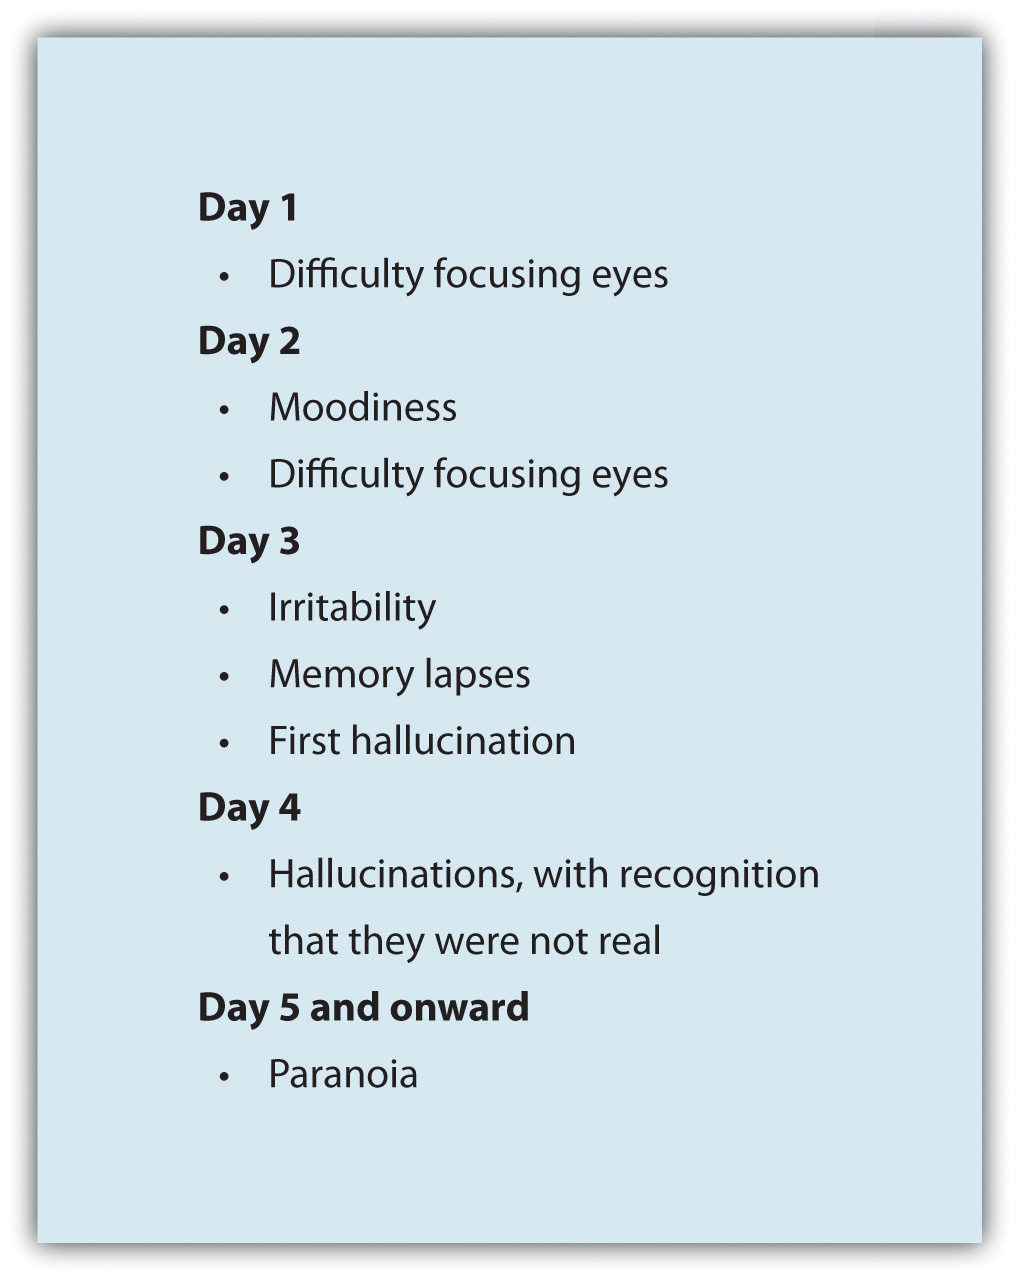 Day 1
• Difficulty focusing eyes
Day 2
• Moodiness
• Difficulty focusing eyes
Day 3
• Irritability
• Memory lapses
• First hallucination
Day 4
• Hallucinations, with recognition
that they were not real
Day 5 and onward
• Paranoia